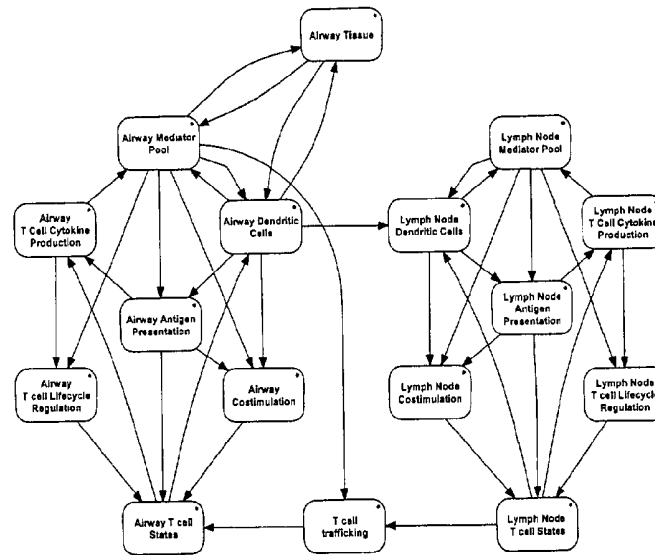 Airway Tissue
Airway Mediator
Pool
Lymph Node
Mediator Pool
Airway
T Cell Cytokine
Production
Airway Dendritic
Cells
Lymph Node
Dendritic Cells
Lymph Node
T Cell Cytokine
Production
Airway Antigen
Presentation
Lymph Node
Antigen
Presentation
Airway
T cell Lifecycle
Regulation
Airway
Costimulation
Lymph Node
Costimulation
Lymph Node
T cell Lifecycle
Regulation
Airway T cell
States
T cell
trafficking
Lymph Node
T cell States